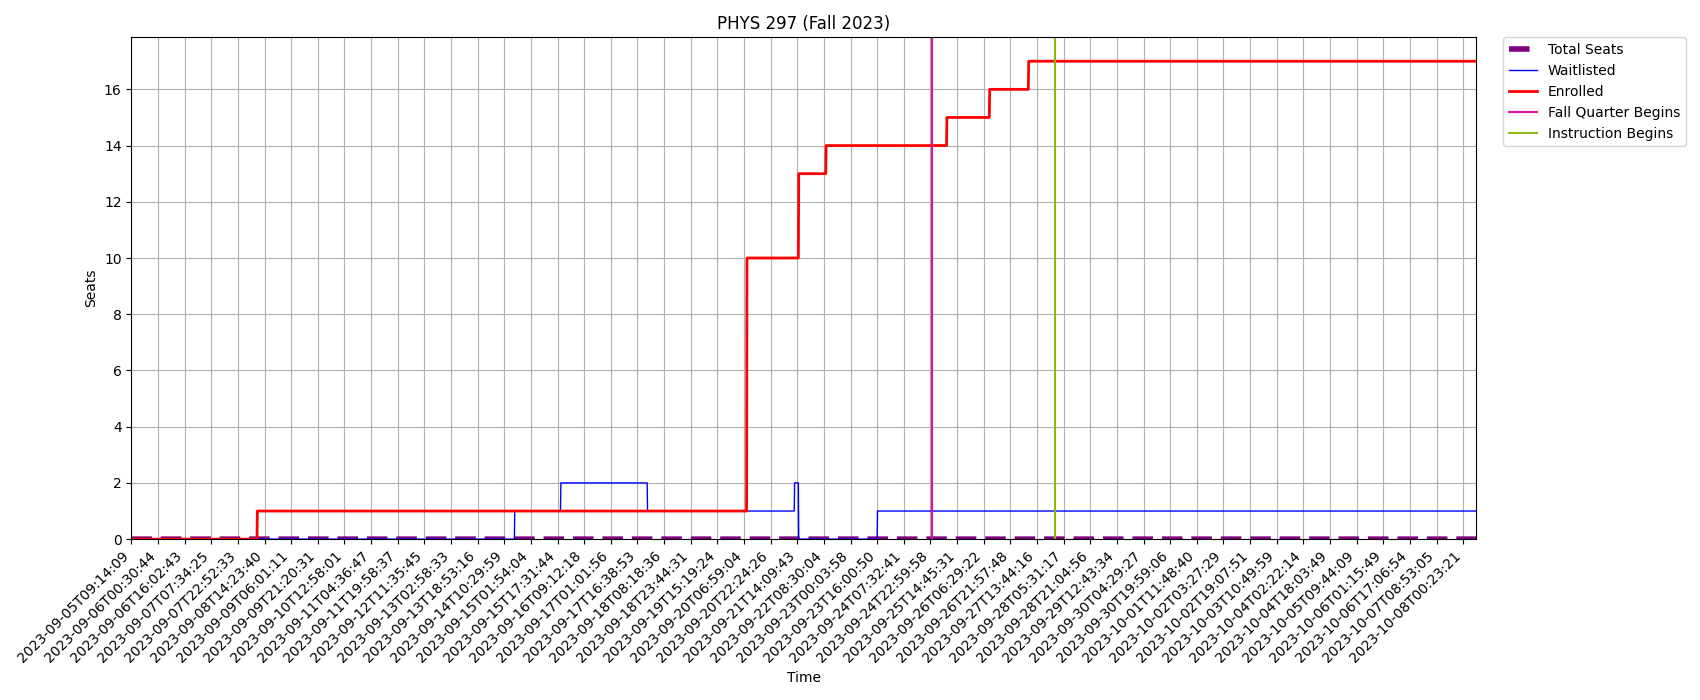 PHYS 297 (Fall 2023)
Total Seats
Waitlisted
Enrolled
Fall Quarter Begins
Instruction Begins
16
14
12
10
8
6
4
2
0
Seats
2023-09-05T09:14:09
2023-09-06T00:30:44
2023-09-06T16:02:43
2023-09-07T07:34:25
2023-09-07T22:52:33
2023-09-08T14:23:40
2023-09-09T06:01:11
2023-09-09T21:20:31
2023-09-10T12:58:01
2023-09-11T04:36:47
2023-09-11T19:58:37
2023-09-12T11:35:45
2023-09-13T02:58:33
2023-09-13T18:53:16
2023-09-14T10:29:59
2023-09-15T01:54:04
2023-09-15T17:31:44
2023-09-16T09:12:18
2023-09-17T01:01:56
2023-09-17T16:38:53
2023-09-18T08:18:36
2023-09-18T23:44:31
2023-09-19T15:19:24
2023-09-20T06:59:04
2023-09-20T22:24:26
2023-09-21T14:09:43
2023-09-22T08:30:04
2023-09-23T00:03:58
2023-09-23T16:00:50
2023-09-24T07:32:41
2023-09-24T22:59:58
2023-09-25T14:45:31
2023-09-26T06:29:22
2023-09-26T21:57:48
2023-09-27T13:44:16
2023-09-28T05:31:17
2023-09-28T21:04:56
2023-09-29T12:43:34
2023-09-30T04:29:27
2023-09-30T19:59:06
2023-10-01T11:48:40
2023-10-02T03:27:29
2023-10-02T19:07:51
2023-10-03T10:49:59
2023-10-04T02:22:14
2023-10-04T18:03:49
2023-10-05T09:44:09
2023-10-06T01:15:49
2023-10-06T17:06:54
2023-10-07T08:53:05
2023-10-08T00:23:21
Time